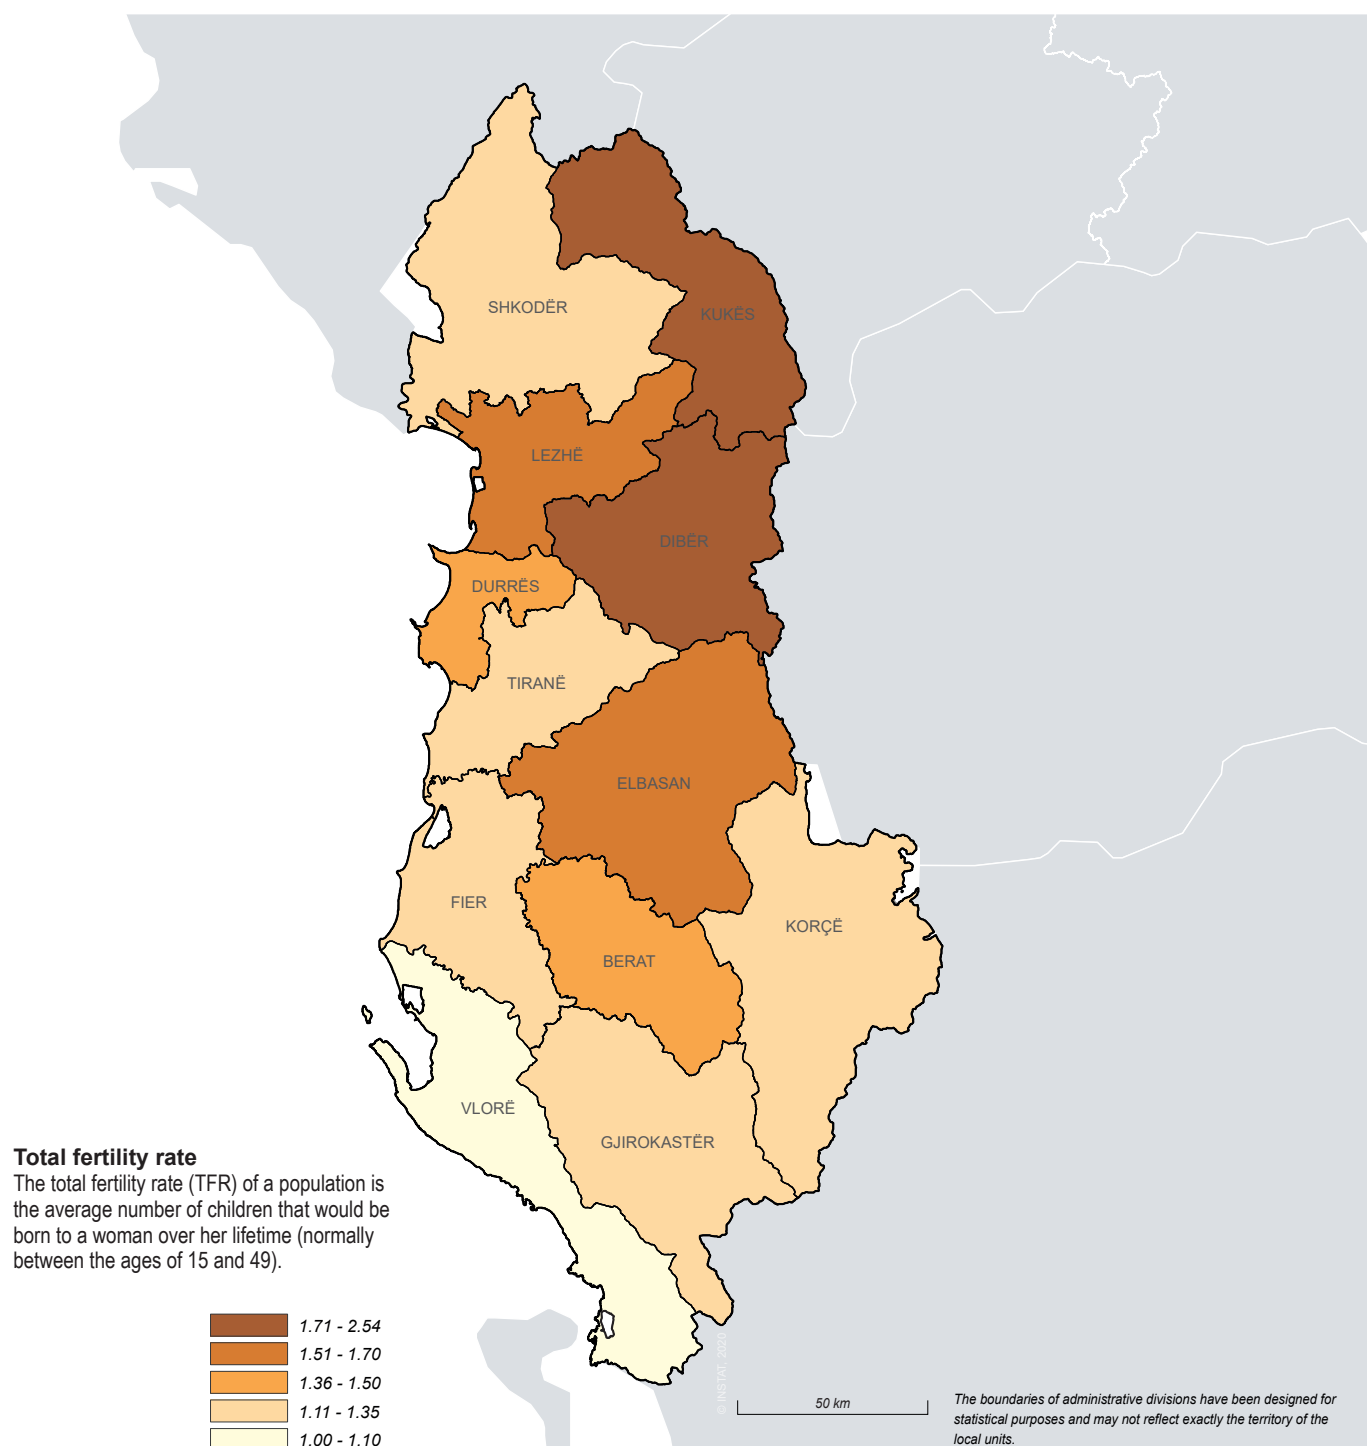 SHKODËR
KUKËS
LEZHË
DIBËR
DURRËS
TIRANË
ELBASAN
FIER
KORÇË
BERAT
VLORË
GJIROKASTËR
Total fertility rate
The total fertility rate (TFR) of a population is
the average number of children that would be
born to a woman over her lifetime (normally
between the ages of 15 and 49).
1.71 - 2.54
1.51 - 1.70
1.36 - 1.50
1.11 - 1.35
1.00 - 1.10
© INSTAT, 2020
50 km
The boundaries of administrative divisions have been designed for
statistical purposes and may not reflect exactly the territory of the
local units.